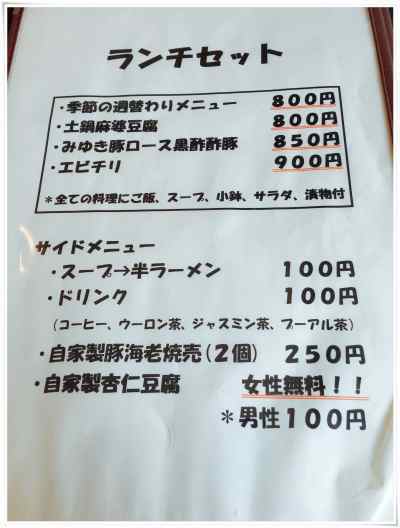 ランチセット
・季節の週替わりメニュー 800円
・土鍋麻婆豆腐 800円
・みゆき豚ロース黒酢酢豚 850円
・エビチリ 900円
＊全ての料理にご飯、スープ、小鉢、サラダ、漬物付
サイドメニュー
・スープ→半ラーメン 100円
・ドリンク 100円
（コーヒー、ウーロン茶、ジャスミン茶、プーアル茶）
・自家製豚海老焼売（2個） 250円
・自家製杏仁豆腐 女性無料！！
＊男性100円